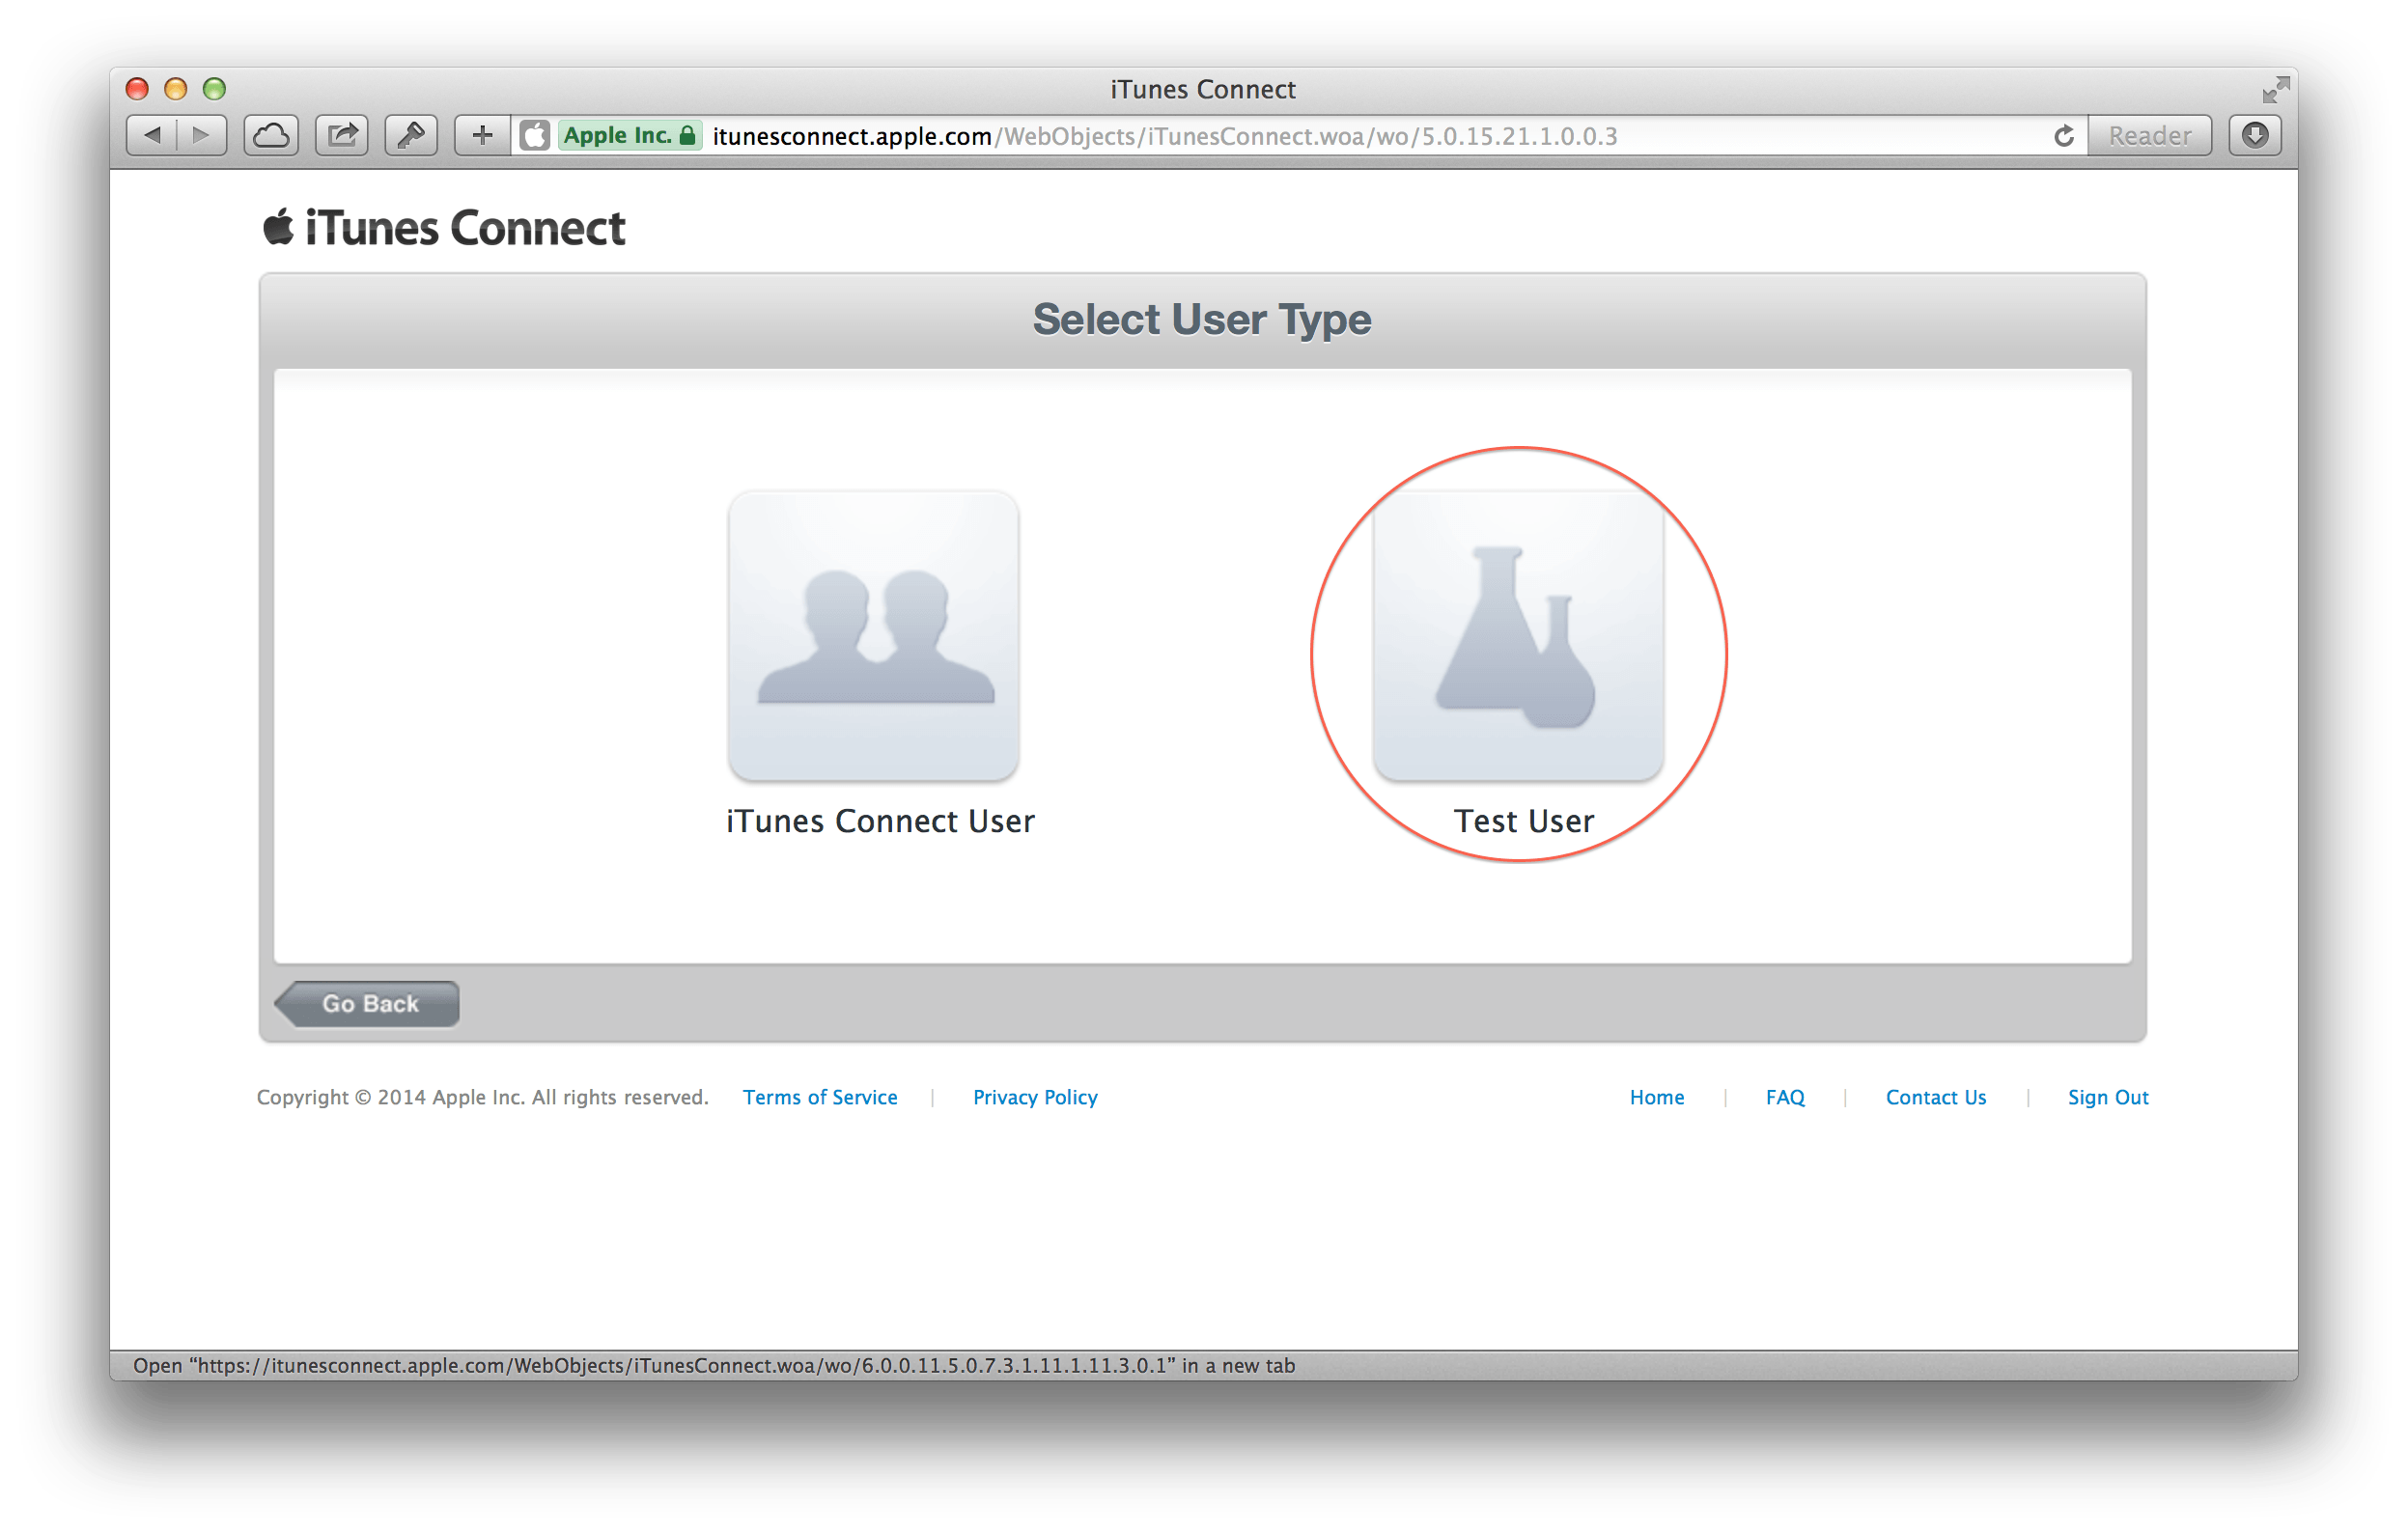 iTunes Connect
Apple Inc. itunesconnect.apple.com/WebObjects/iTunesConnect.woa/wo/5.0.15.21.1.0.0.3 Reader
iTunes Connect
Select User Type
iTunes Connect User Test User
Go Back
Copyright © 2014 Apple Inc. All rights reserved. Terms of Service | Privacy Policy Home | FAQ | Contact Us | Sign Out
Open “https://itunesconnect.apple.com/WebObjects/iTunesConnect.woa/wo/6.0.0.11.5.0.7.3.1.11.1.11.3.0.1” in a new tab